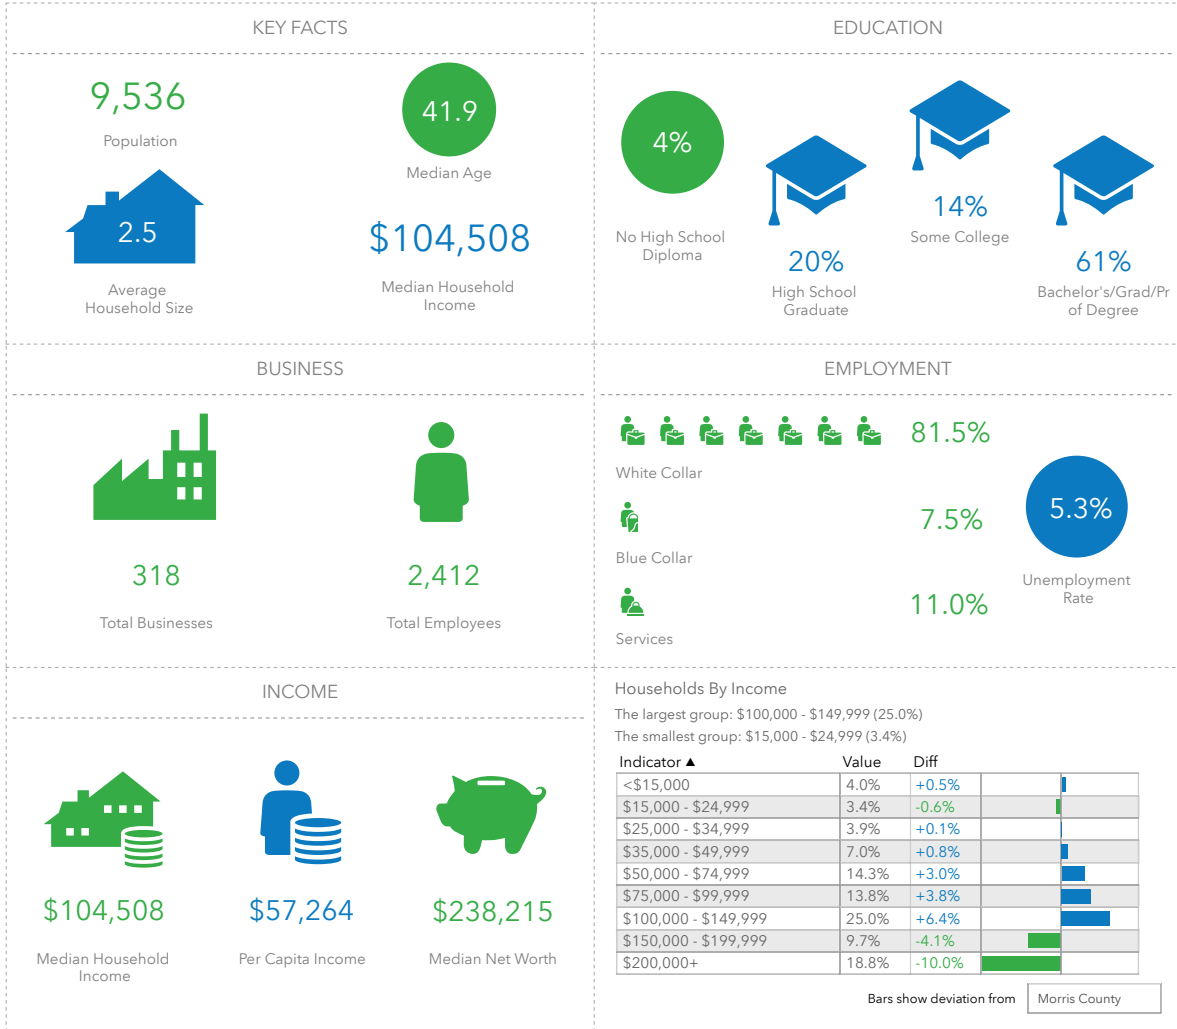 KEY FACTS
9,536
Population
41.9
Median Age
2.5
Average
Household Size
$104,508
Median Household
Income
EDUCATION
4%
No High School
Diploma
20%
High School
Graduate
14%
Some College
61%
Bachelor's/Grad/Pr
of Degree
BUSINESS
318
Total Businesses
2,412
Total Employees
EMPLOYMENT
81.5%
White Collar
7.5%
Blue Collar
11.0%
Services
5.3%
Unemployment
Rate
INCOME
$104,508
Median Household
Income
$57,264
Per Capita Income
$238,215
Median Net Worth
Households By Income
The largest group: $100,000 - $149,999 (25.0%)
The smallest group: $15,000 - $24,999 (3.4%)
Indicator ▲ Value Diff
<$15,000 4.0% +0.5%
$15,000 - $24,999 3.4% -0.6%
$25,000 - $34,999 3.9% +0.1%
$35,000 - $49,999 7.0% +0.8%
$50,000 - $74,999 14.3% +3.0%
$75,000 - $99,999 13.8% +3.8%
$100,000 - $149,999 25.0% +6.4%
$150,000 - $199,999 9.7% -4.1%
$200,000+ 18.8% -10.0%
Bars show deviation from Morris County